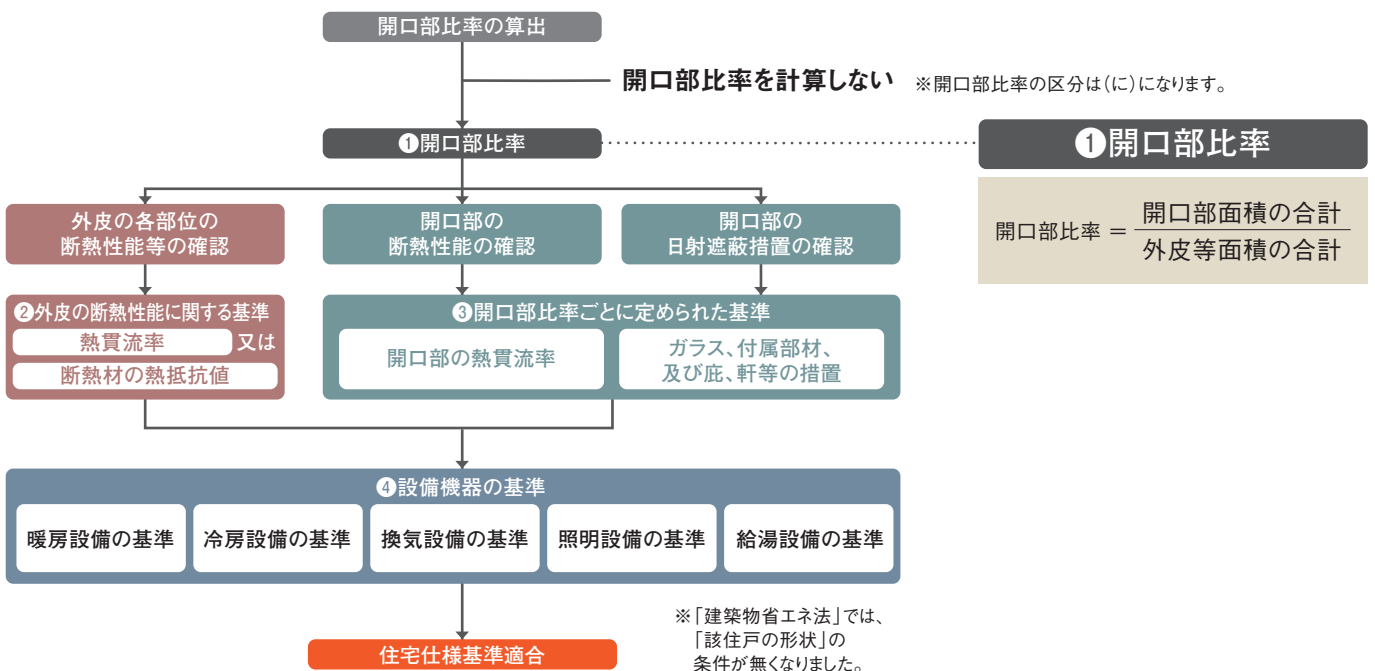 開口部比率の算出
開口部比率を計算しない ※開口部比率の区分は(に)になります。
❶開口部比率
❶開口部比率
開口部比率 = 開口部面積の合計
外皮等面積の合計
外皮の各部位の
断熱性能等の確認
開口部の
断熱性能の確認
開口部の
日射遮蔽措置の確認
❷外皮の断熱性能に関する基準
熱貫流率 又は
断熱材の熱抵抗値
❸開口部比率ごとに定められた基準
開口部の熱貫流率
ガラス、付属部材、
及び庇、軒等の措置
❹設備機器の基準
暖房設備の基準
冷房設備の基準
換気設備の基準
照明設備の基準
給湯設備の基準
住宅仕様基準適合
※「建築物省エネ法」では、
「該住戸の形状」の
条件が無くなりました。